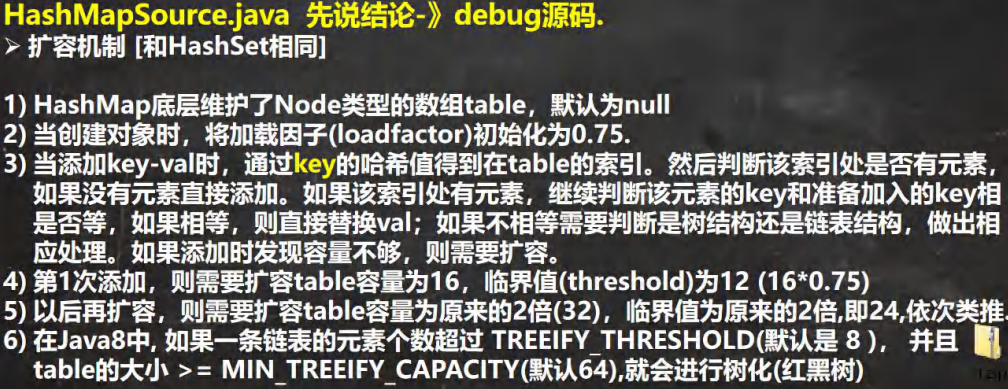 HashMapSource.java 先说结论-》debug源码.
➢ 扩容机制 [和HashSet相同]
1) HashMap底层维护了Node类型的数组table，默认为null
2) 当创建对象时，将加载因子(loadfactor)初始化为0.75.
3) 当添加key-val时，通过key的哈希值得到在table的索引。然后判断该索引处是否有元素，
如果没有元素直接添加。如果该索引处有元素，继续判断该元素的key和准备加入的key相
是否等，如果相等，则直接替换val；如果不相等需要判断是树结构还是链表结构，做出相
应处理。如果添加时发现容量不够，则需要扩容。
4) 第1次添加，则需要扩容table容量为16，临界值(threshold)为12 (16*0.75)
5) 以后再扩容，则需要扩容table容量为原来的2倍(32)，临界值为原来的2倍,即24,依次类推.
6) 在Java8中, 如果一条链表的元素个数超过 TREEIFY_THRESHOLD(默认是 8 )， 并且
table的大小 >= MIN_TREEIFY_CAPACITY(默认64),就会进行树化(红黑树)